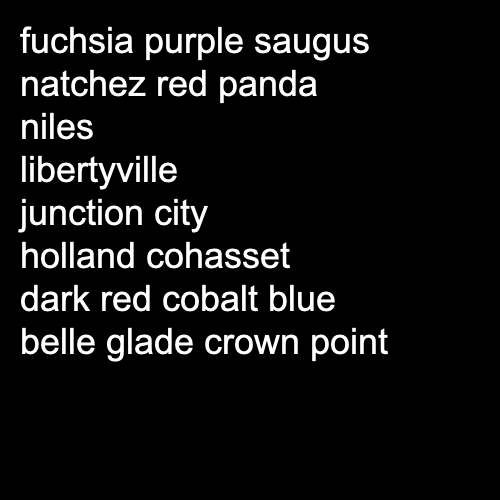 fuchsia purple saugus
natchez red panda
niles
libertyville
junction city
holland cohasset
dark red cobalt blue
belle glade crown point